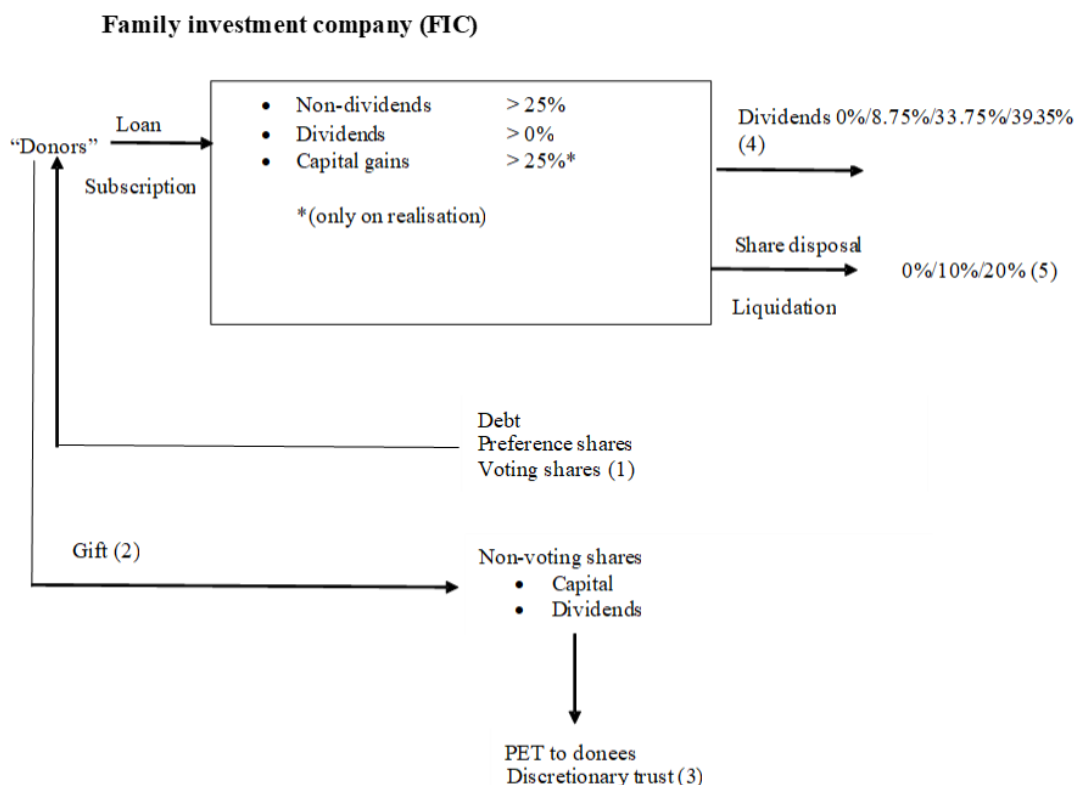 Family investment company (FIC)
• Non-dividends > 25%
• Dividends > 0%
• Capital gains > 25%*
*(only on realisation)
Loan
"Donors"
Subscription
Dividends 0%/8.75%/33.75%/39.35%
(4)
Share disposal
0%/10%/20% (5)
Liquidation
Debt
Preference shares
Voting shares (1)
Gift (2)
Non-voting shares
• Capital
• Dividends
PET to donees
Discretionary trust (3)